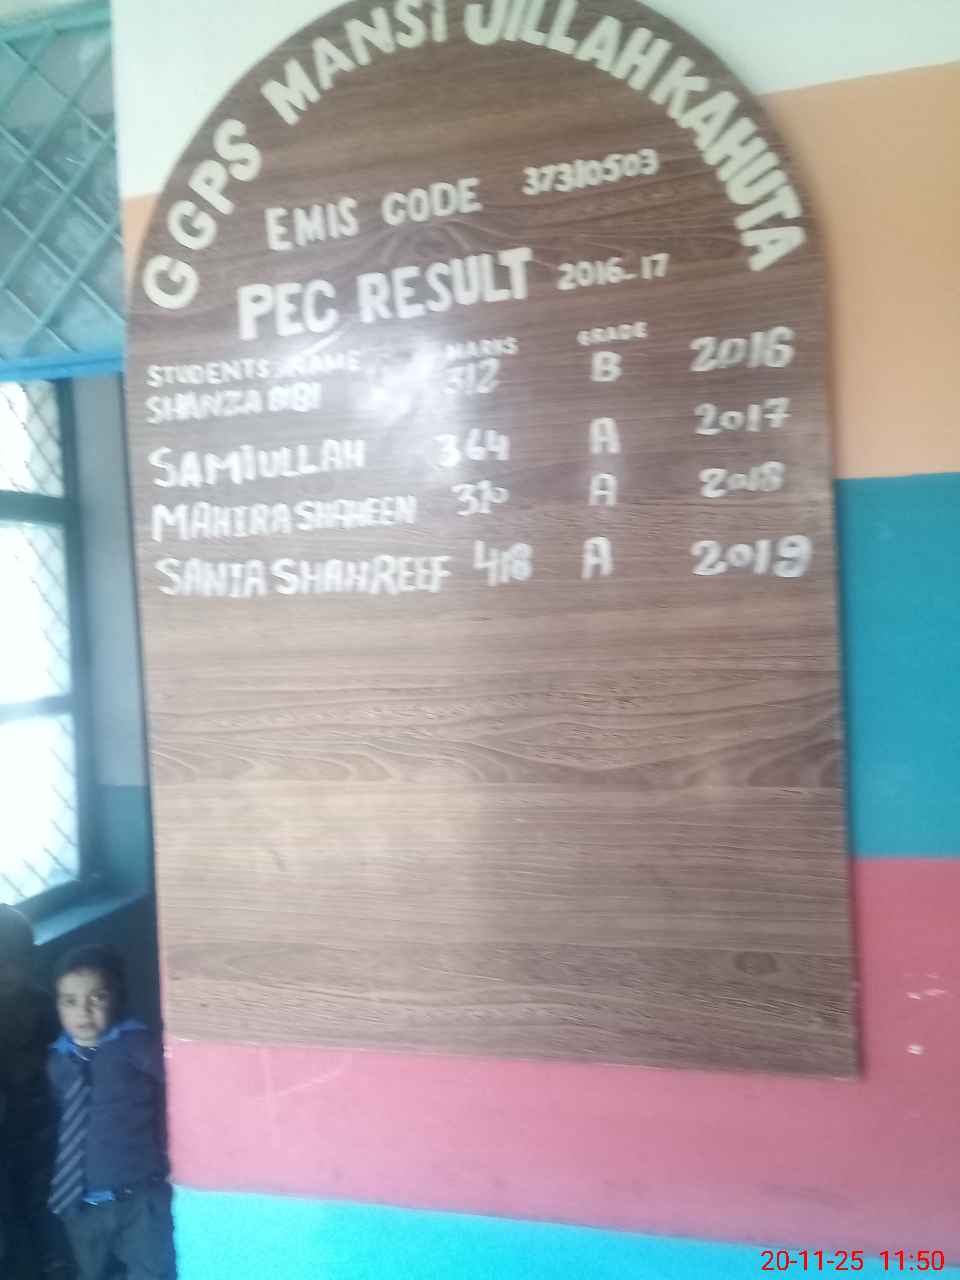 GGPS MANSI JILLAH KAHUTA
EMIS CODE 37310503
PEC RESULT 2016-17
STUDENTS NAME MARKS GRADE
SHANZA BIBI 312 B 2016
SAMIULLAH 364 A 2017
MAHIRA SHAHEEN 310 A 2018
SANIA SHAHREEF 418 A 2019
20-11-25 11:50